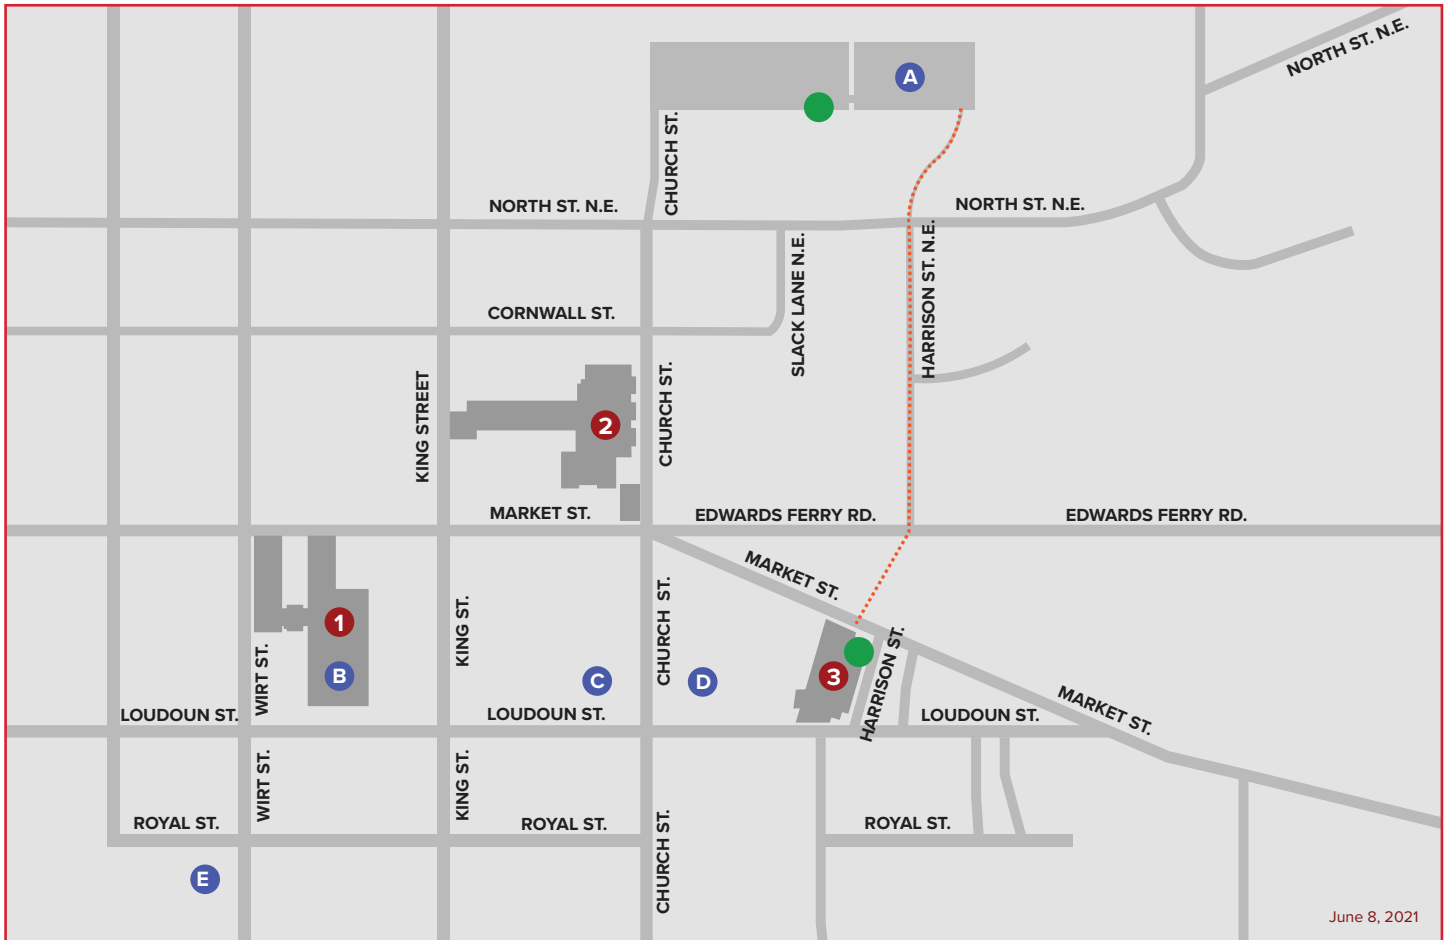 NORTH ST. N.E.
A
CHURCH ST.
NORTH ST. N.E.
NORTH ST. N.E.
HARRISON ST. N.E.
SLACK LANE N.E.
CORNWALL ST.
KING STREET
2
CHURCH ST.
MARKET ST.
EDWARDS FERRY RD.
EDWARDS FERRY RD.
MARKET ST.
1
KING ST.
CHURCH ST.
WIRT ST.
B
C
D
3
HARRISON ST.
MARKET ST.
LOUDOUN ST.
LOUDOUN ST.
LOUDOUN ST.
WIRT ST.
KING ST.
ROYAL ST.
ROYAL ST.
CHURCH ST.
ROYAL ST.
E
June 8, 2021